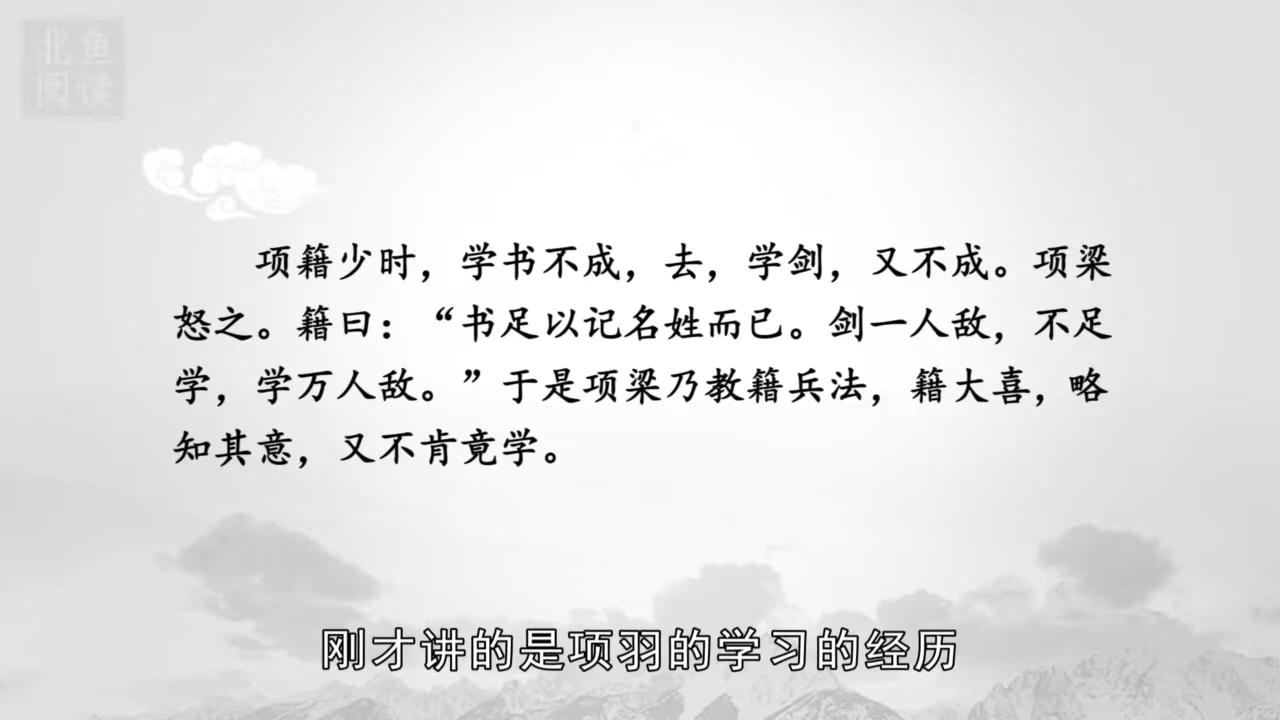 北鱼
阅读
项籍少时，学书不成，去，学剑，又不成。项梁
怒之。籍曰：“书足以记名姓而已。剑一人敌，不足
学，学万人敌。”于是项梁乃教籍兵法，籍大喜，略
知其意，又不肯竟学。
刚才讲的是项羽的学习的经历